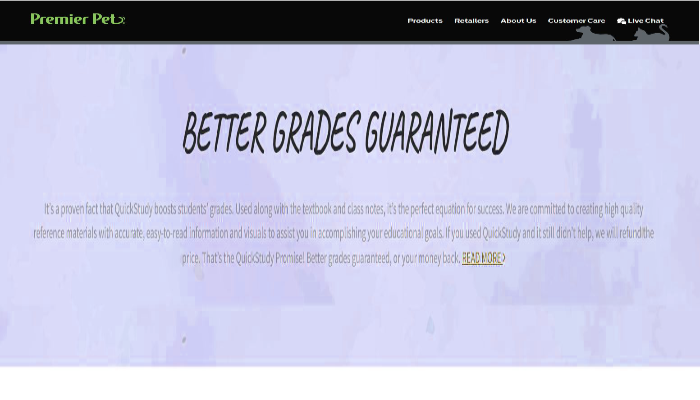 Premier Pet
Products Retailers About Us Customer Care Live Chat
BETTER GRADES GUARANTEED
It's a proven fact that QuickStudy boosts students' grades. Used along with the textbook and class notes, it's the perfect equation for success. We are committed to creating high quality
reference materials with accurate, easy-to-read information and visuals to assist you in accomplishing your educational goals. If you used QuickStudy and it still didn't help, we will refund the
price. That's the QuickStudy Promise! Better grades guaranteed, or your money back. READ MORE>